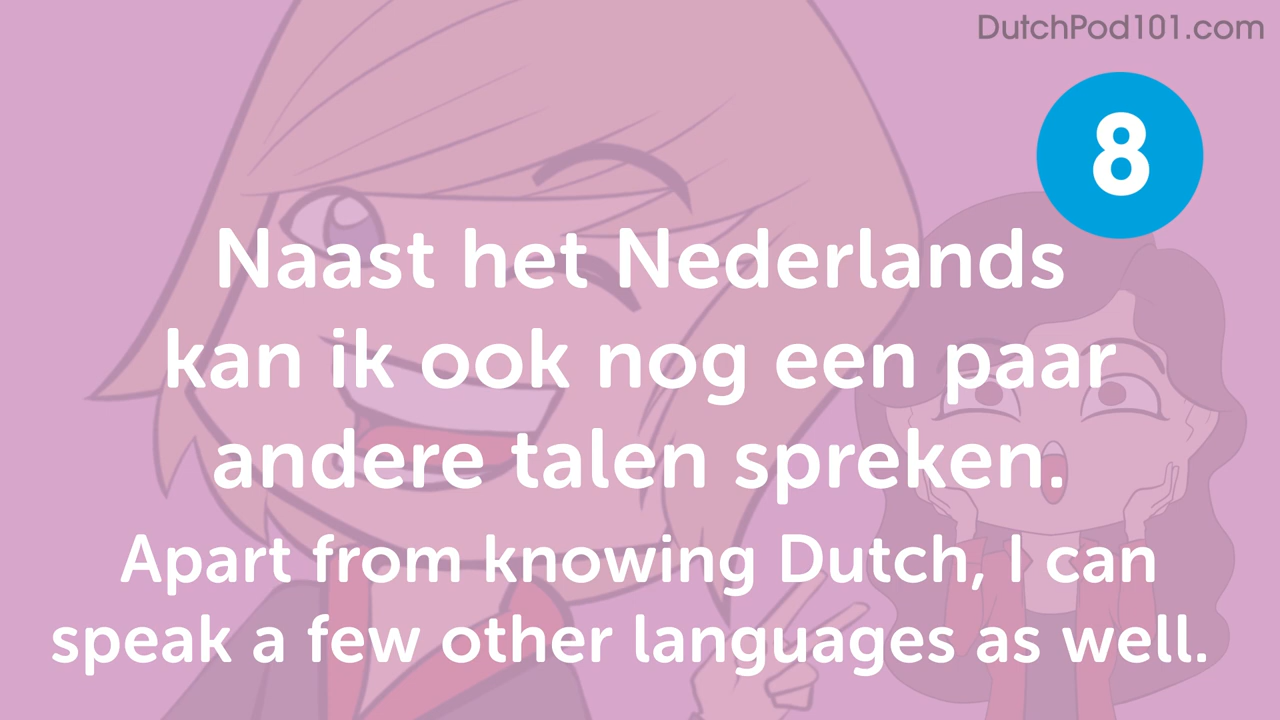 DutchPod101.com
8
Naast het Nederlands
kan ik ook nog een paar
andere talen spreken.
Apart from knowing Dutch, I can
speak a few other languages as well.